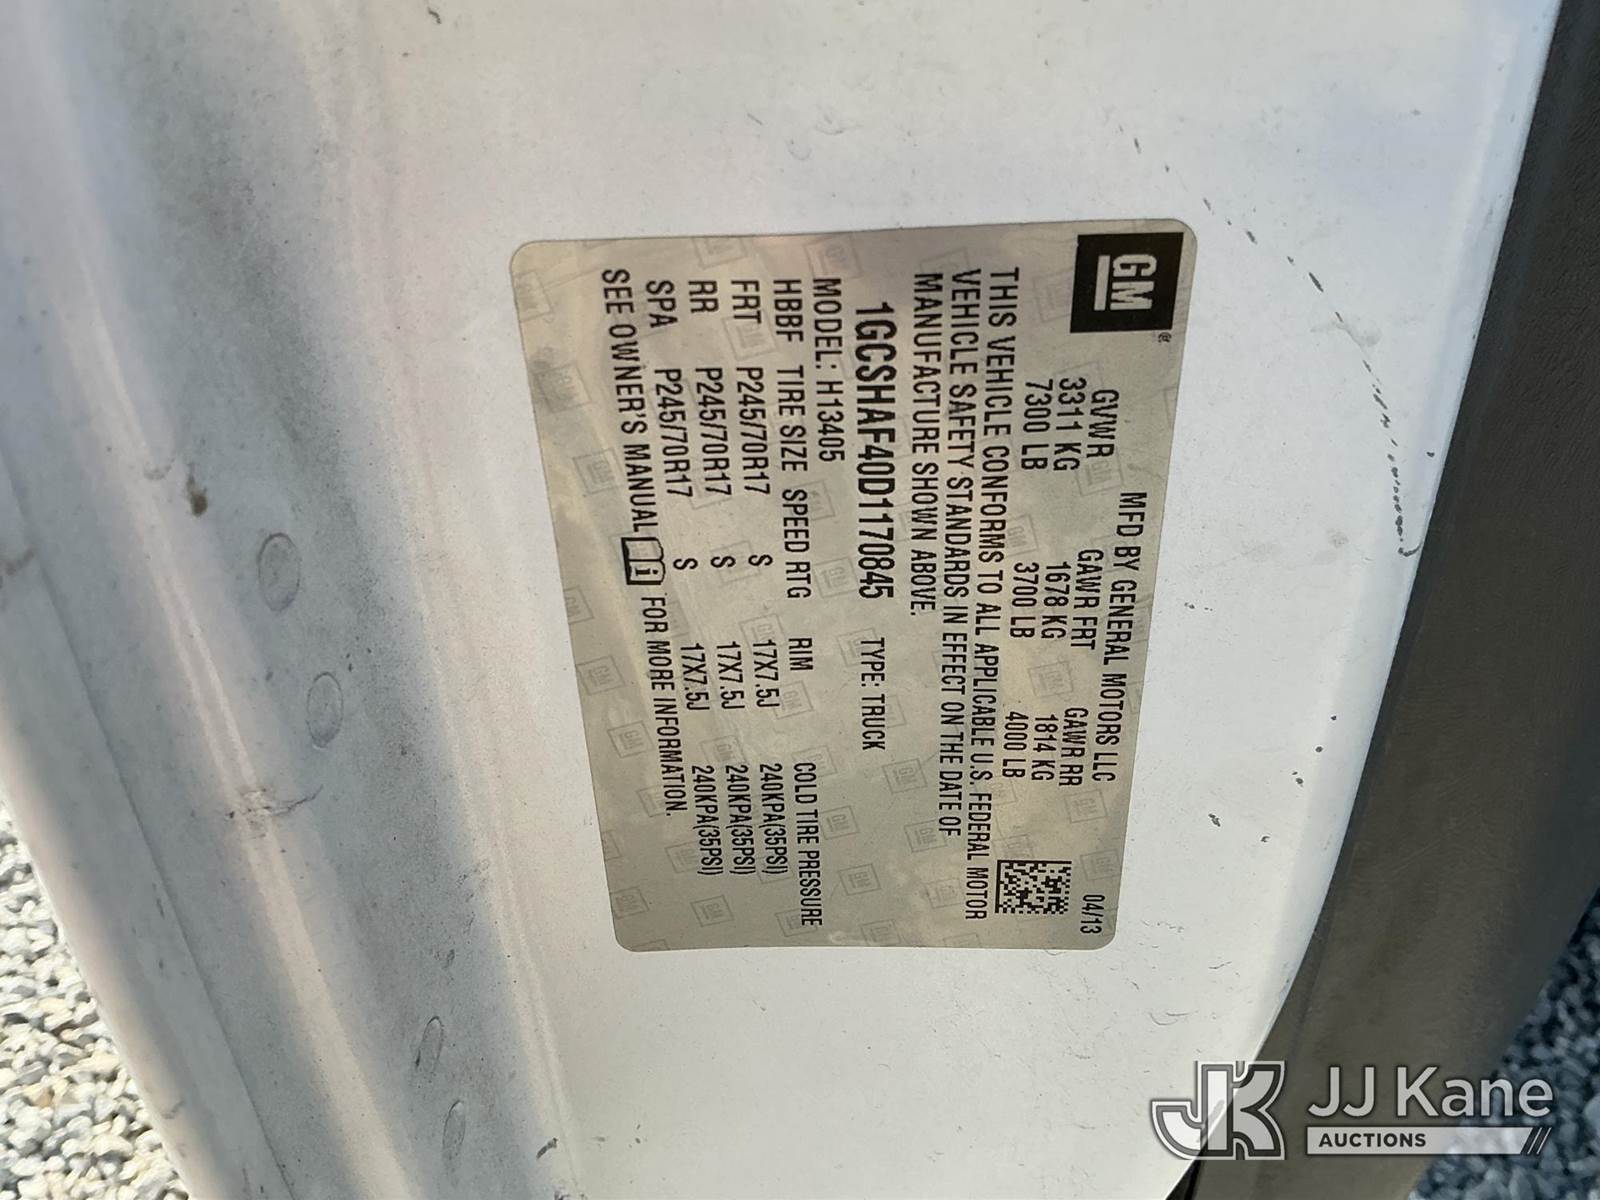 GM
MFD BY GENERAL MOTORS LLC 04/13
GVWR GAWR FRT GAWR RR
3311 KG 1678 KG 1814 KG
7300 LB 3700 LB 4000 LB
THIS VEHICLE CONFORMS TO ALL APPLICABLE U.S. FEDERAL MOTOR
VEHICLE SAFETY STANDARDS IN EFFECT ON THE DATE OF
MANUFACTURE SHOWN ABOVE.
1GCSHAF40D1170845 TYPE: TRUCK
MODEL: H13405
HBBF TIRE SIZE SPEED RTG RIM COLD TIRE PRESSURE
FRT P245/70R17 S 17X7.5J 240KPA(35PSI)
RR P245/70R17 S 17X7.5J 240KPA(35PSI)
SPA P245/70R17 S 17X7.5J 240KPA(35PSI)
SEE OWNER'S MANUAL i FOR MORE INFORMATION.
JK JJ Kane
AUCTIONS